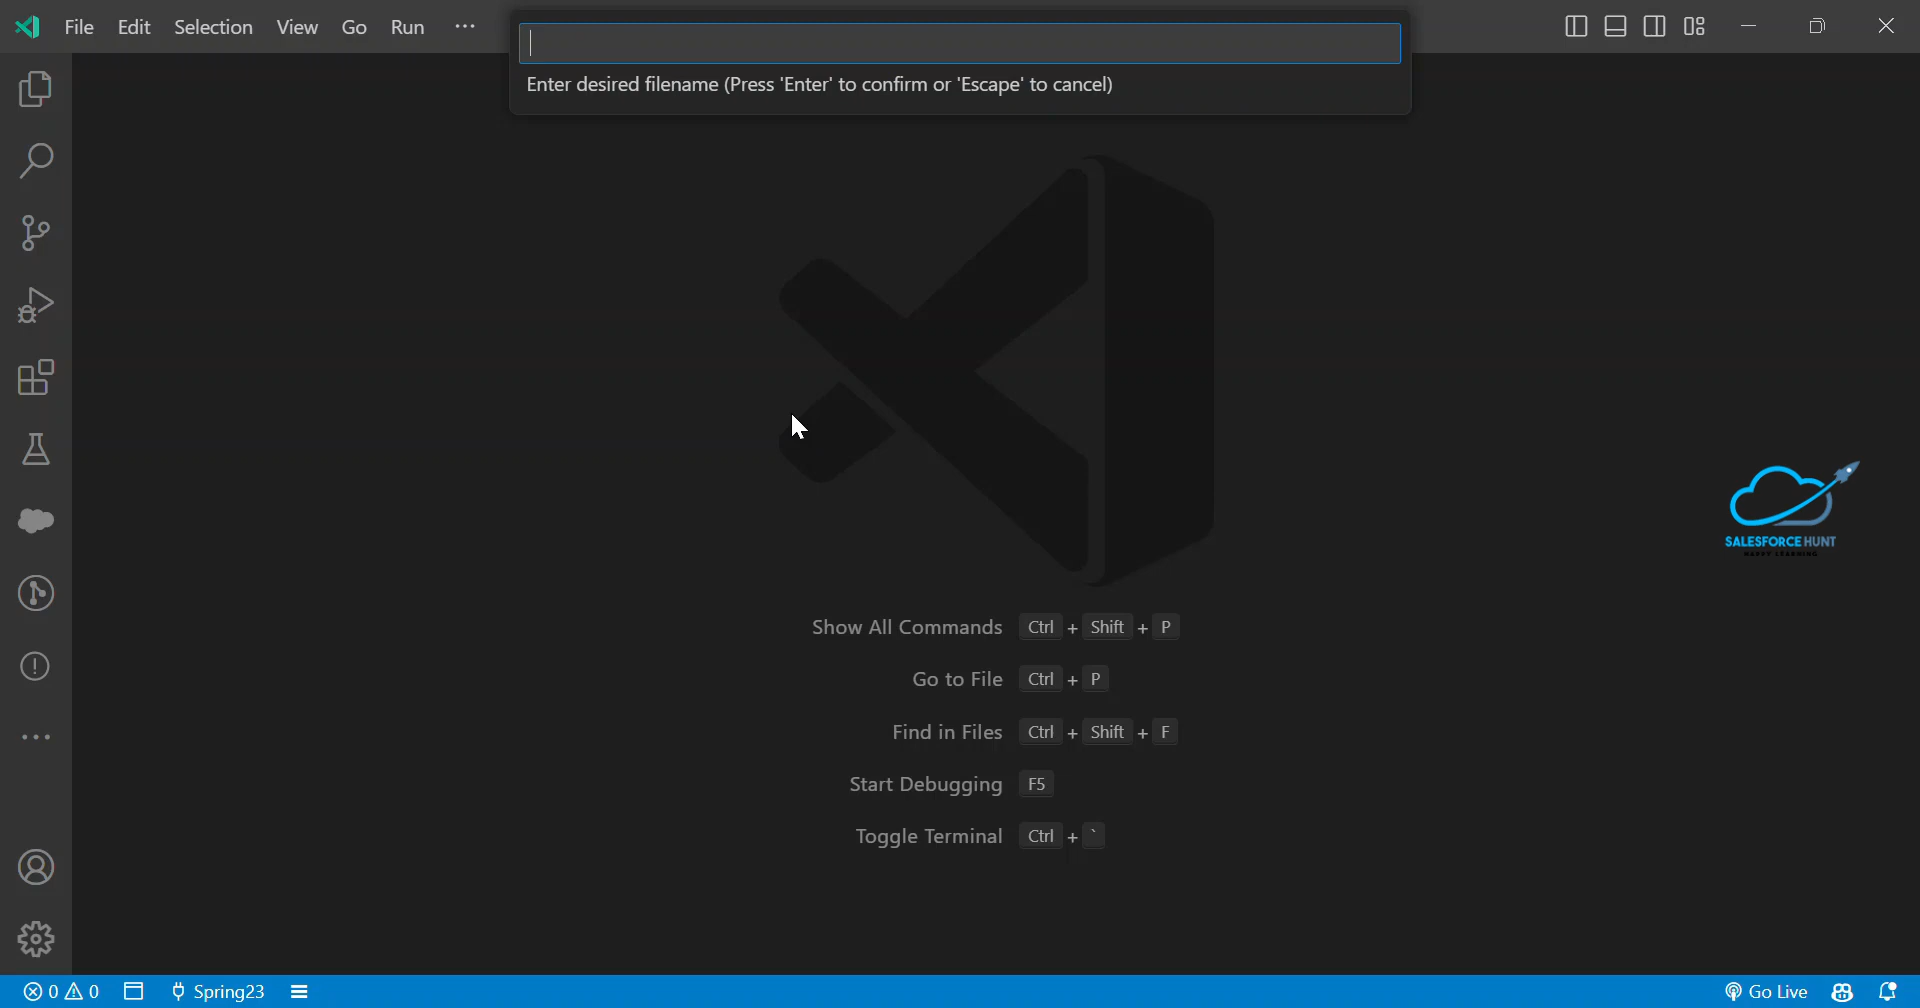 File Edit Selection View Go Run ···
Enter desired filename (Press 'Enter' to confirm or 'Escape' to cancel)
SALESFORCE HUNT
Show All Commands Ctrl + Shift + P
Go to File Ctrl + P
Find in Files Ctrl + Shift + F
Start Debugging F5
Toggle Terminal Ctrl + `
0 0 Spring23 Go Live